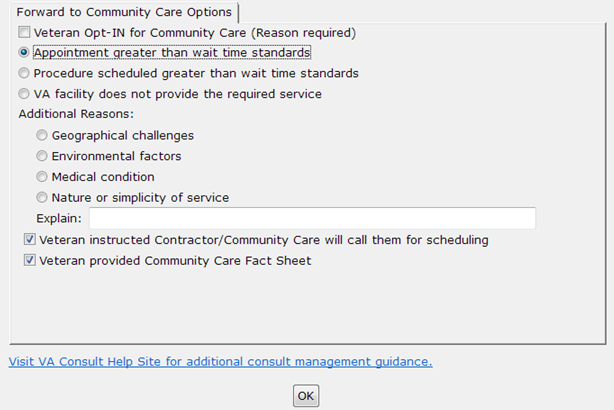 Forward to Community Care Options
Veteran Opt-IN for Community Care (Reason required)
Appointment greater than wait time standards
Procedure scheduled greater than wait time standards
VA facility does not provide the required service
Additional Reasons:
Geographical challenges
Environmental factors
Medical condition
Nature or simplicity of service
Explain:
Veteran instructed Contractor/Community Care will call them for scheduling
Veteran provided Community Care Fact Sheet
Visit VA Consult Help Site for additional consult management guidance.
OK